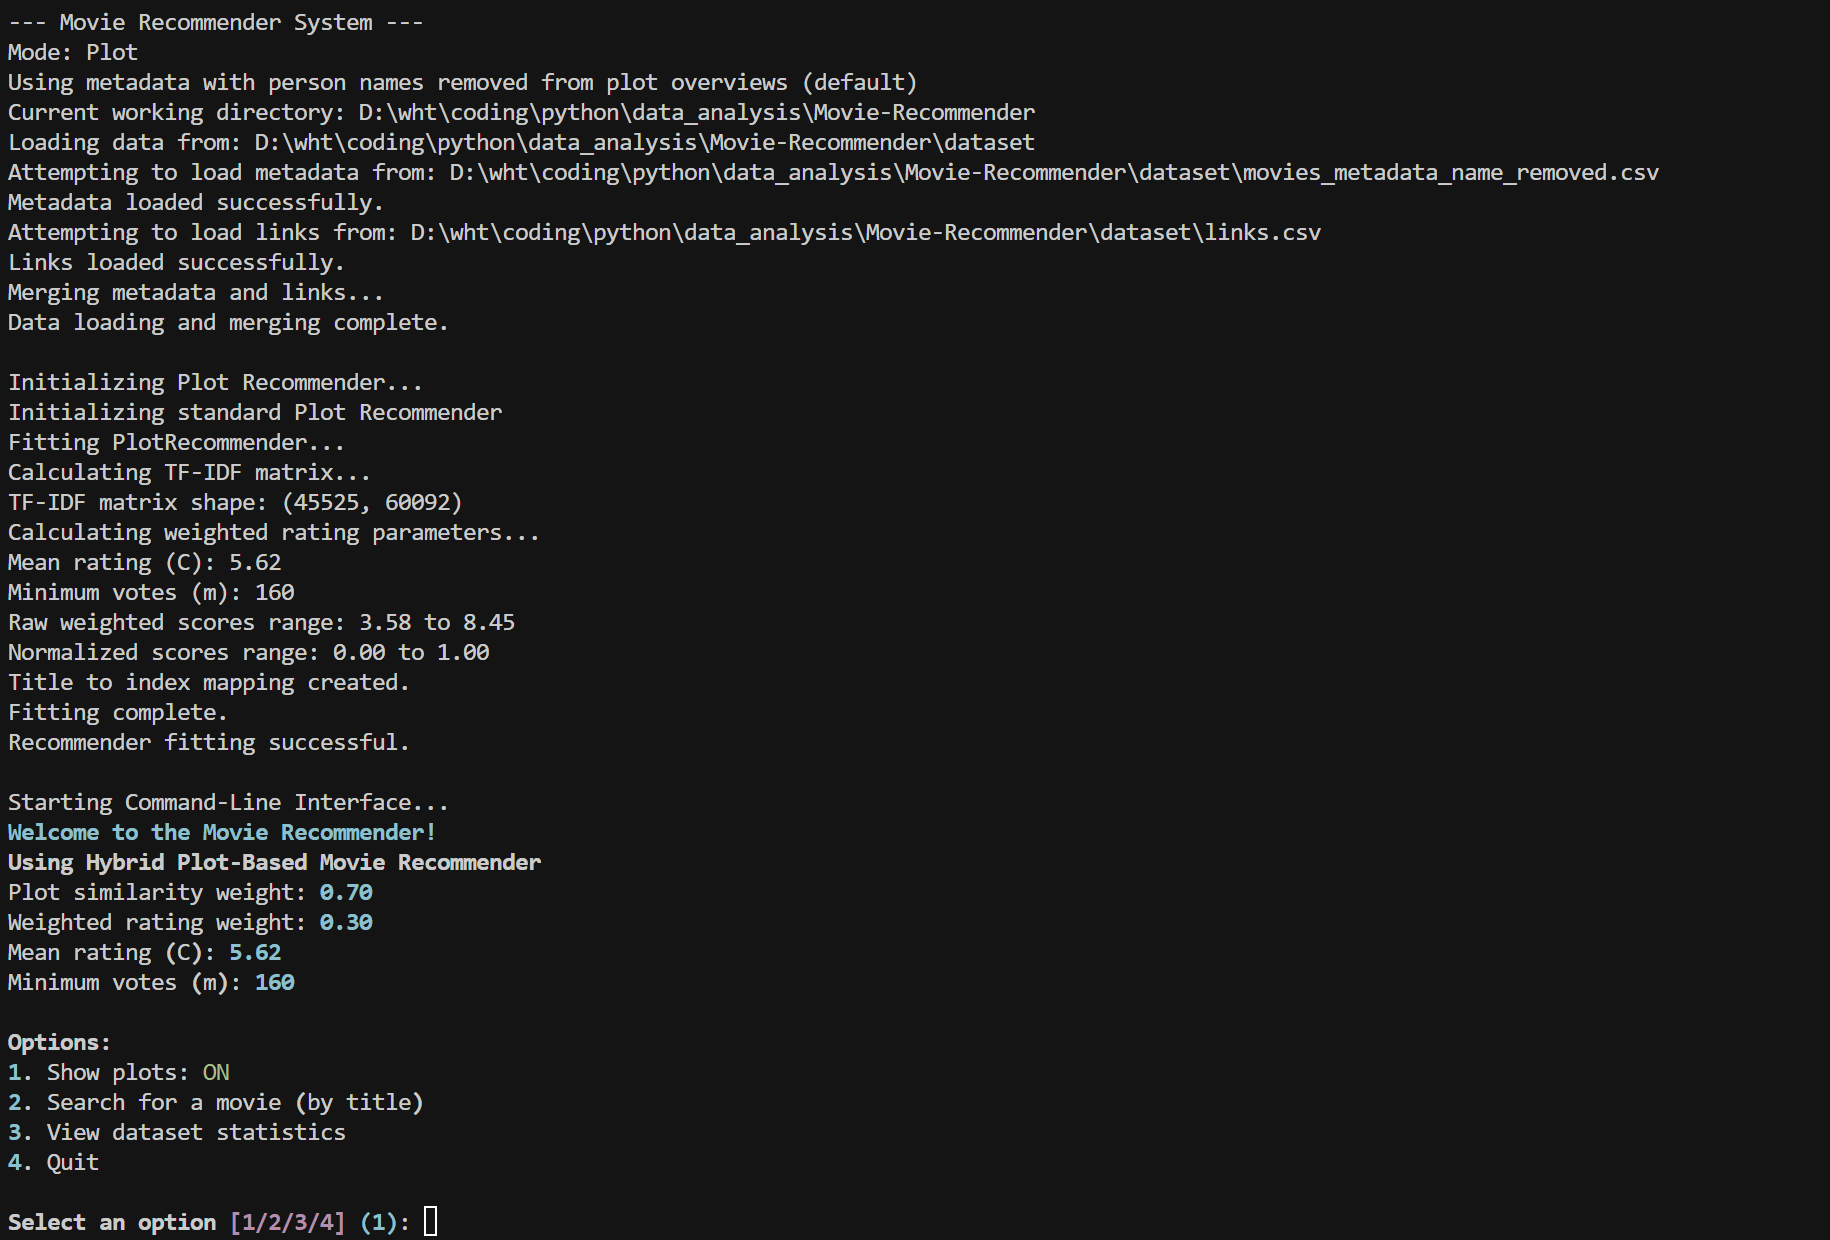 --- Movie Recommender System ---
Mode: Plot
Using metadata with person names removed from plot overviews (default)
Current working directory: D:\wht\coding\python\data_analysis\Movie-Recommender
Loading data from: D:\wht\coding\python\data_analysis\Movie-Recommender\dataset
Attempting to load metadata from: D:\wht\coding\python\data_analysis\Movie-Recommender\dataset\movies_metadata_name_removed.csv
Metadata loaded successfully.
Attempting to load links from: D:\wht\coding\python\data_analysis\Movie-Recommender\dataset\links.csv
Links loaded successfully.
Merging metadata and links...
Data loading and merging complete.

Initializing Plot Recommender...
Initializing standard Plot Recommender
Fitting PlotRecommender...
Calculating TF-IDF matrix...
TF-IDF matrix shape: (45525, 60092)
Calculating weighted rating parameters...
Mean rating (C): 5.62
Minimum votes (m): 160
Raw weighted scores range: 3.58 to 8.45
Normalized scores range: 0.00 to 1.00
Title to index mapping created.
Fitting complete.
Recommender fitting successful.

Starting Command-Line Interface...
Welcome to the Movie Recommender!
Using Hybrid Plot-Based Movie Recommender
Plot similarity weight: 0.70
Weighted rating weight: 0.30
Mean rating (C): 5.62
Minimum votes (m): 160

Options:
1. Show plots: ON
2. Search for a movie (by title)
3. View dataset statistics
4. Quit

Select an option [1/2/3/4] (1):